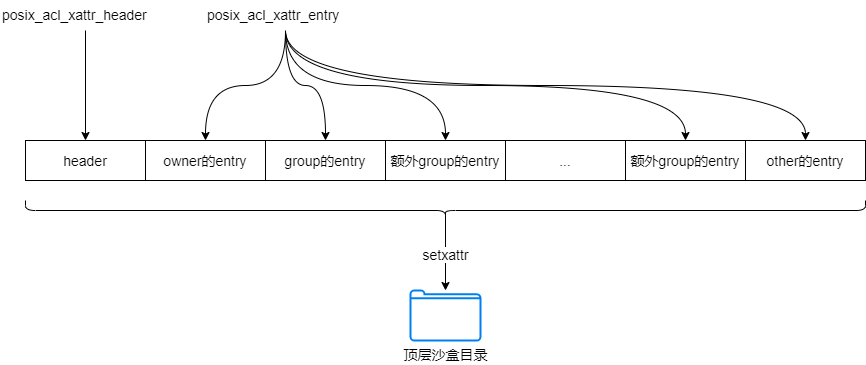 posix_acl_xattr_header
posix_acl_xattr_entry
header
owner的entry
group的entry
额外group的entry
...
额外group的entry
other的entry
setxattr
顶层沙盒目录